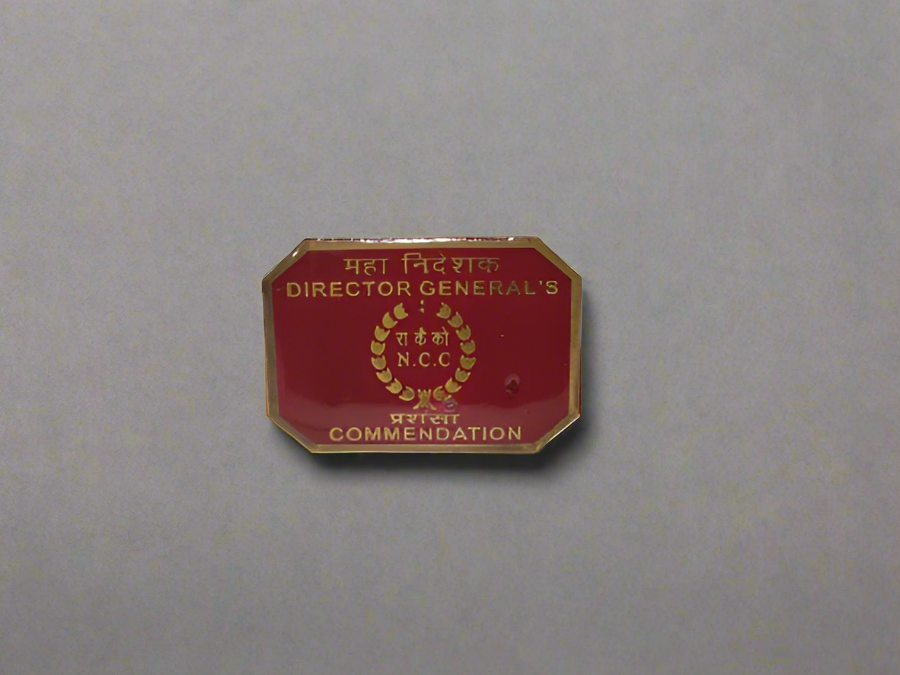 महा निदेशक
DIRECTOR GENERAL'S
रा कै को
N.C.C
प्रशंसा
COMMENDATION